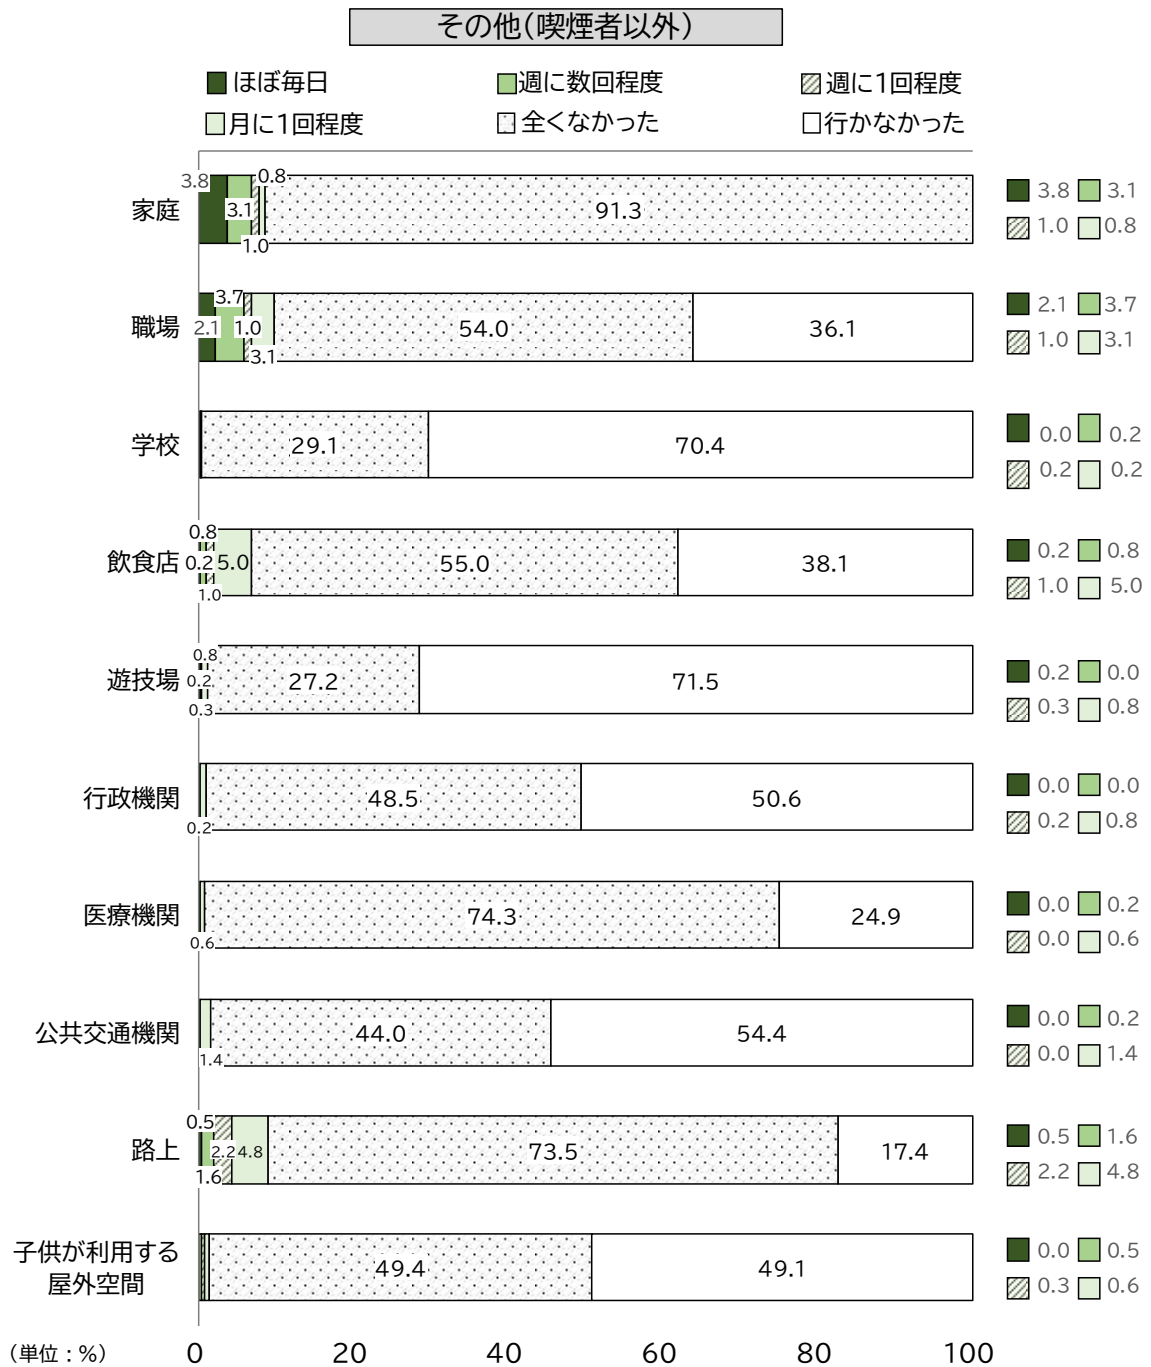 その他(喫煙者以外)
ほぼ毎日 週に数回程度 週に1回程度
月に1回程度 全くなかった 行かなかった
家庭 3.8 3.1 1.0 0.8 91.3
3.8 3.1
1.0 0.8
職場 2.1 3.7 1.0 3.1 54.0 36.1
2.1 3.7
1.0 3.1
学校 29.1 70.4
0.0 0.2
0.2 0.2
飲食店 0.2 0.8 1.0 5.0 55.0 38.1
0.2 0.8
1.0 5.0
遊技場 0.2 0.3 0.8 27.2 71.5
0.2 0.0
0.3 0.8
行政機関 0.2 48.5 50.6
0.0 0.0
0.2 0.8
医療機関 0.6 74.3 24.9
0.0 0.2
0.0 0.6
公共交通機関 1.4 44.0 54.4
0.0 0.2
0.0 1.4
路上 0.5 1.6 2.2 4.8 73.5 17.4
0.5 1.6
2.2 4.8
子供が利用する
屋外空間 49.4 49.1
0.0 0.5
0.3 0.6
(単位:%) 0 20 40 60 80 100